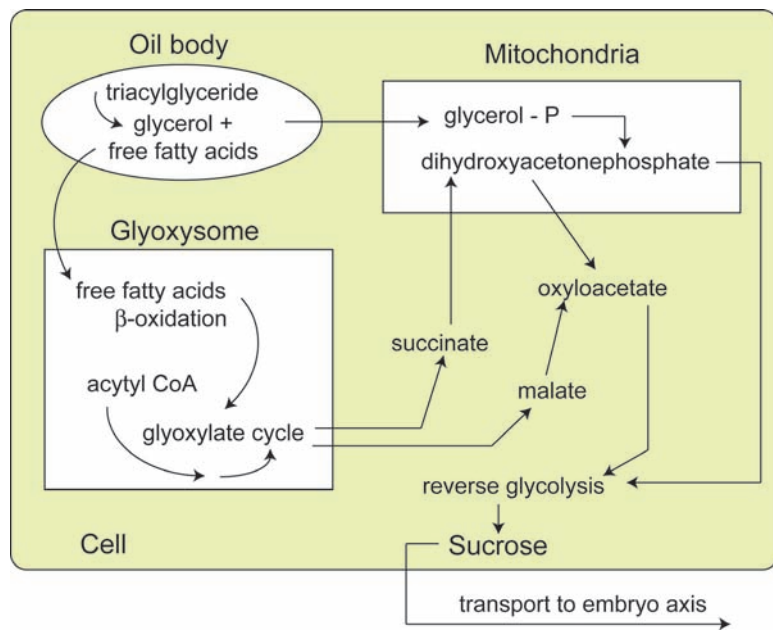 Oil body
triacylglyceride
glycerol +
free fatty acids
Mitochondria
glycerol - P
dihydroxyacetonephosphate
Glyoxysome
free fatty acids
β-oxidation
acytyl CoA
glyoxylate cycle
succinate
oxyloacetate
malate
reverse glycolysis
Cell
Sucrose
transport to embryo axis